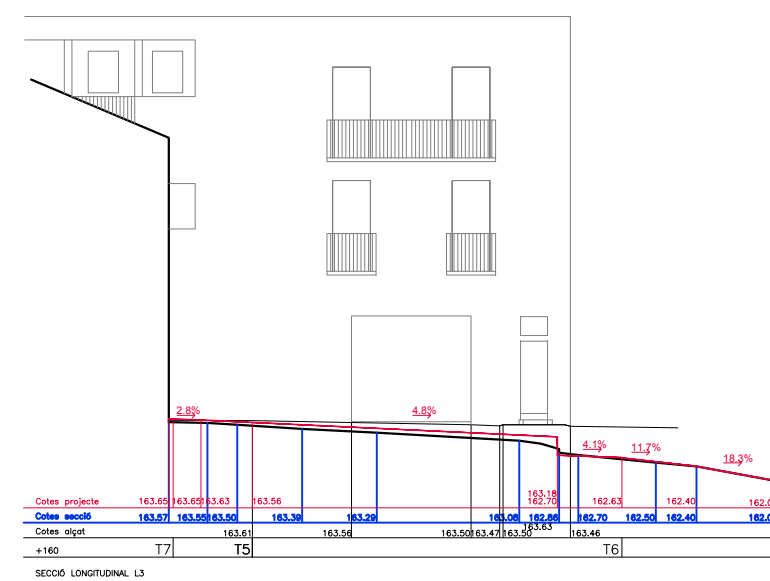 2.8%
4.8%
4.1%
11.7%
18.3%
163.18
Cotes projecte 163.65 163.65 163.63 163.56 162.70 162.63 162.40
Cotes secció 163.57 163.55 163.50 163.39 163.29 163.08 162.86 162.70 162.50 162.40
163.63
Cotes alçat 163.61 163.56 163.50 163.47 163.50 163.46
+160 T7 T5 T6
SECCIÓ LONGITUDINAL L3